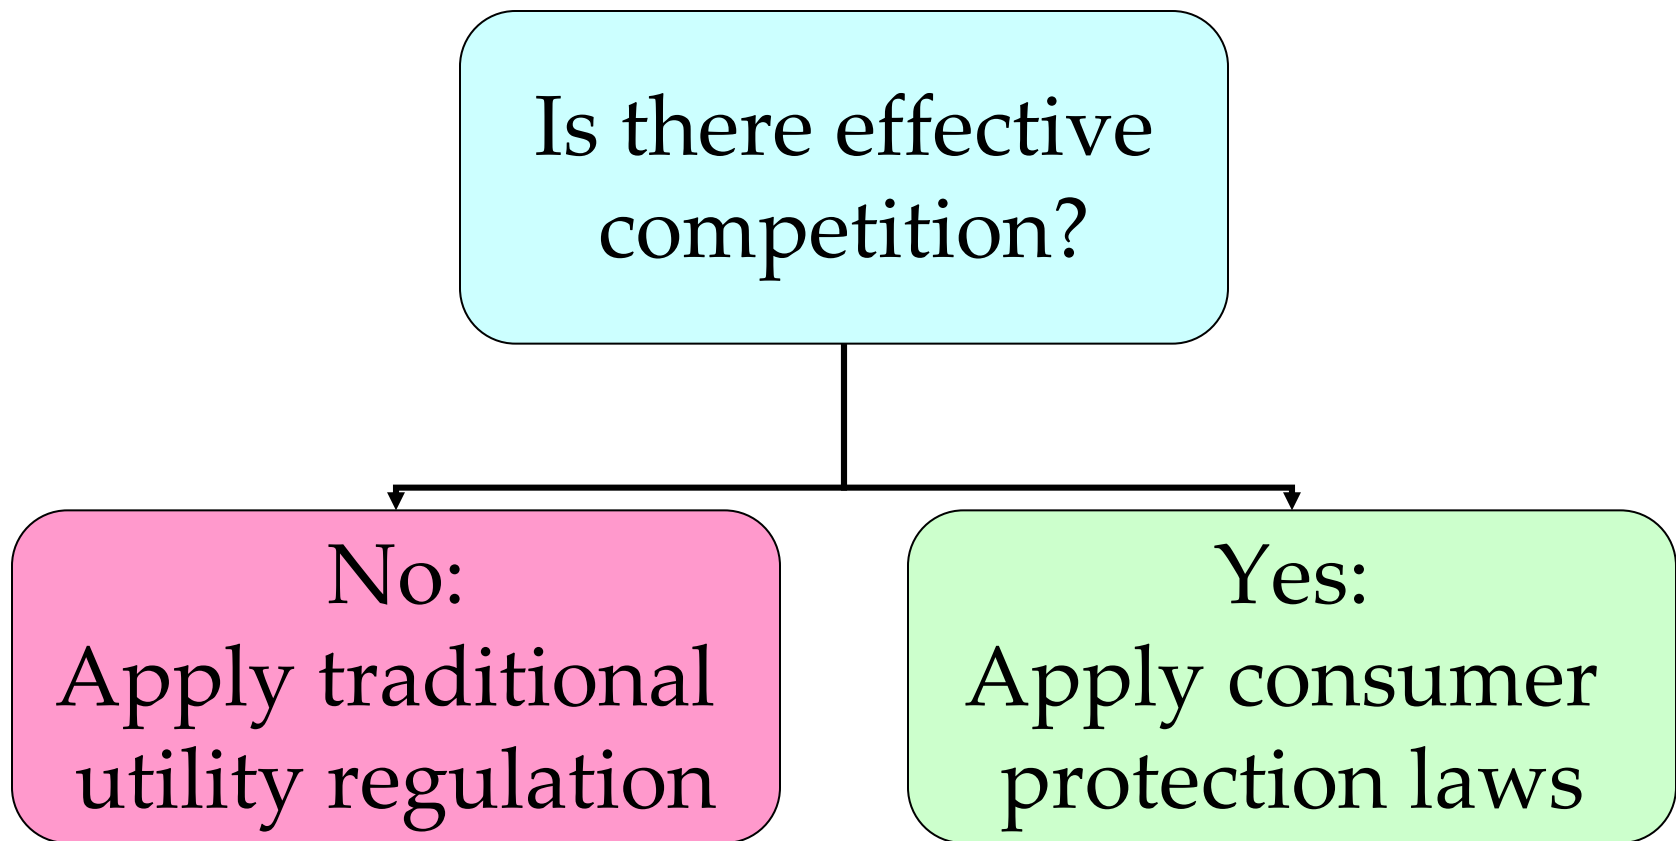 Is there effective
competition?
No:
Apply traditional
utility regulation
Yes:
Apply consumer
protection laws